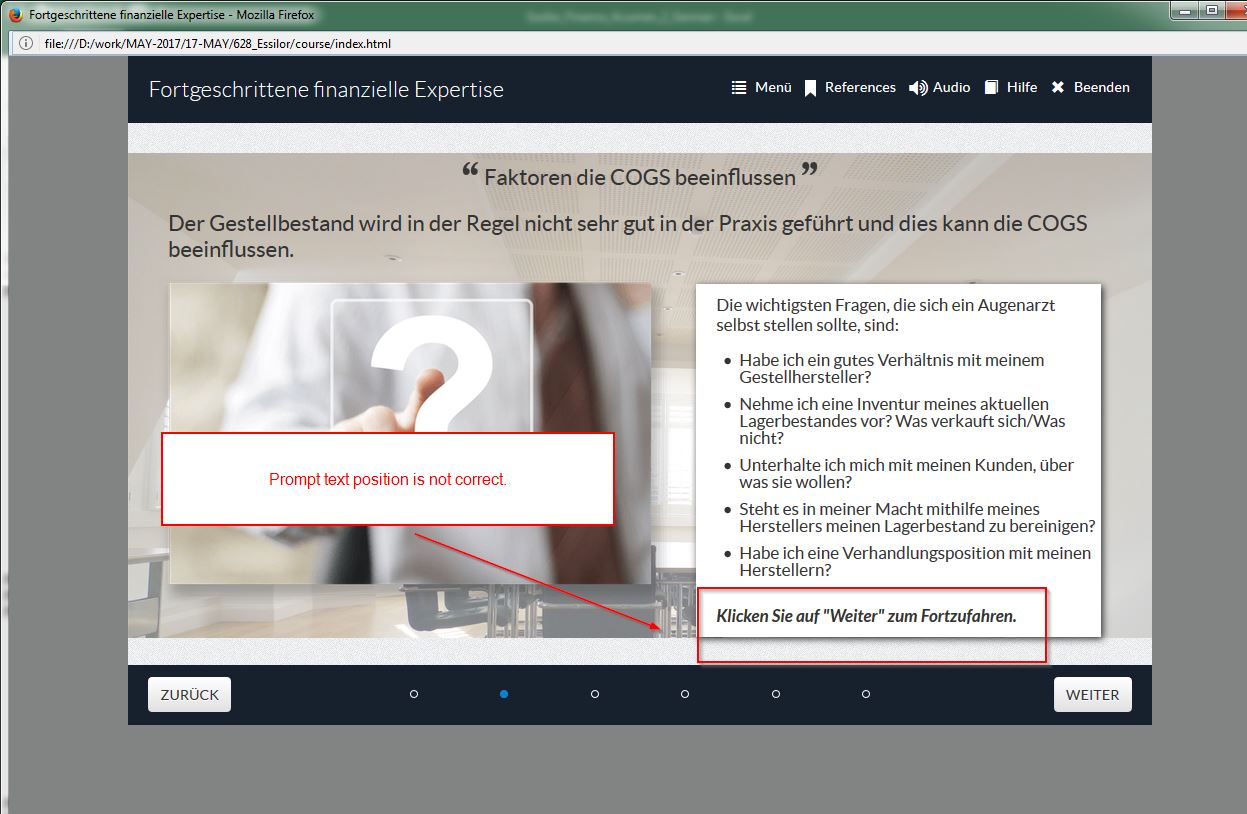 Fortgeschrittene finanzielle Expertise - Mozilla Firefox
file:///D:/work/MAY-2017/17-MAY/628_Essilor/course/index.html
Fortgeschrittene finanzielle Expertise
Menü References Audio Hilfe Beenden
“ Faktoren die COGS beeinflussen ”
Der Gestellbestand wird in der Regel nicht sehr gut in der Praxis geführt und dies kann die COGS
beeinflussen.
?
Prompt text position is not correct.
Die wichtigsten Fragen, die sich ein Augenarzt
selbst stellen sollte, sind:
• Habe ich ein gutes Verhältnis mit meinem
Gestellhersteller?
• Nehme ich eine Inventur meines aktuellen
Lagerbestandes vor? Was verkauft sich/Was
nicht?
• Unterhalte ich mich mit meinen Kunden, über
was sie wollen?
• Steht es in meiner Macht mithilfe meines
Herstellers meinen Lagerbestand zu bereinigen?
• Habe ich eine Verhandlungsposition mit meinen
Herstellern?
Klicken Sie auf "Weiter" zum Fortzufahren.
ZURÜCK
WEITER